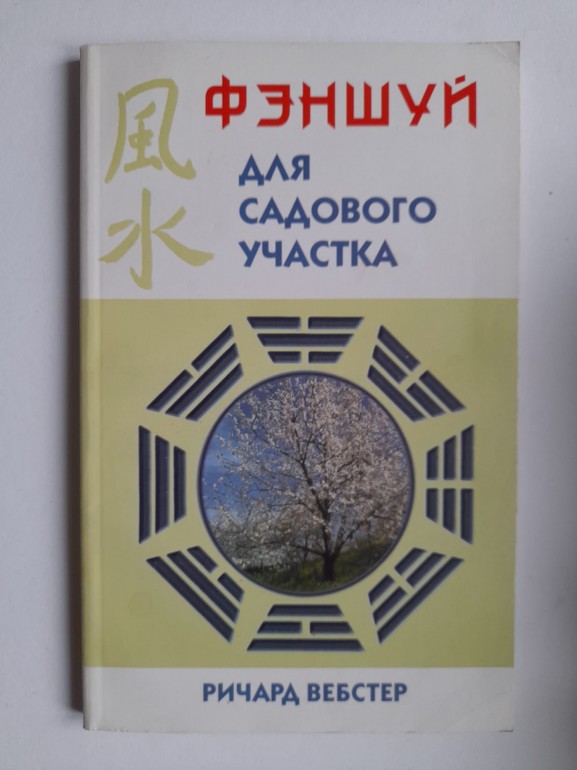 風水
ФЭНШУЙ
ДЛЯ
САДОВОГО
УЧАСТКА
РИЧАРД ВЕБСТЕР